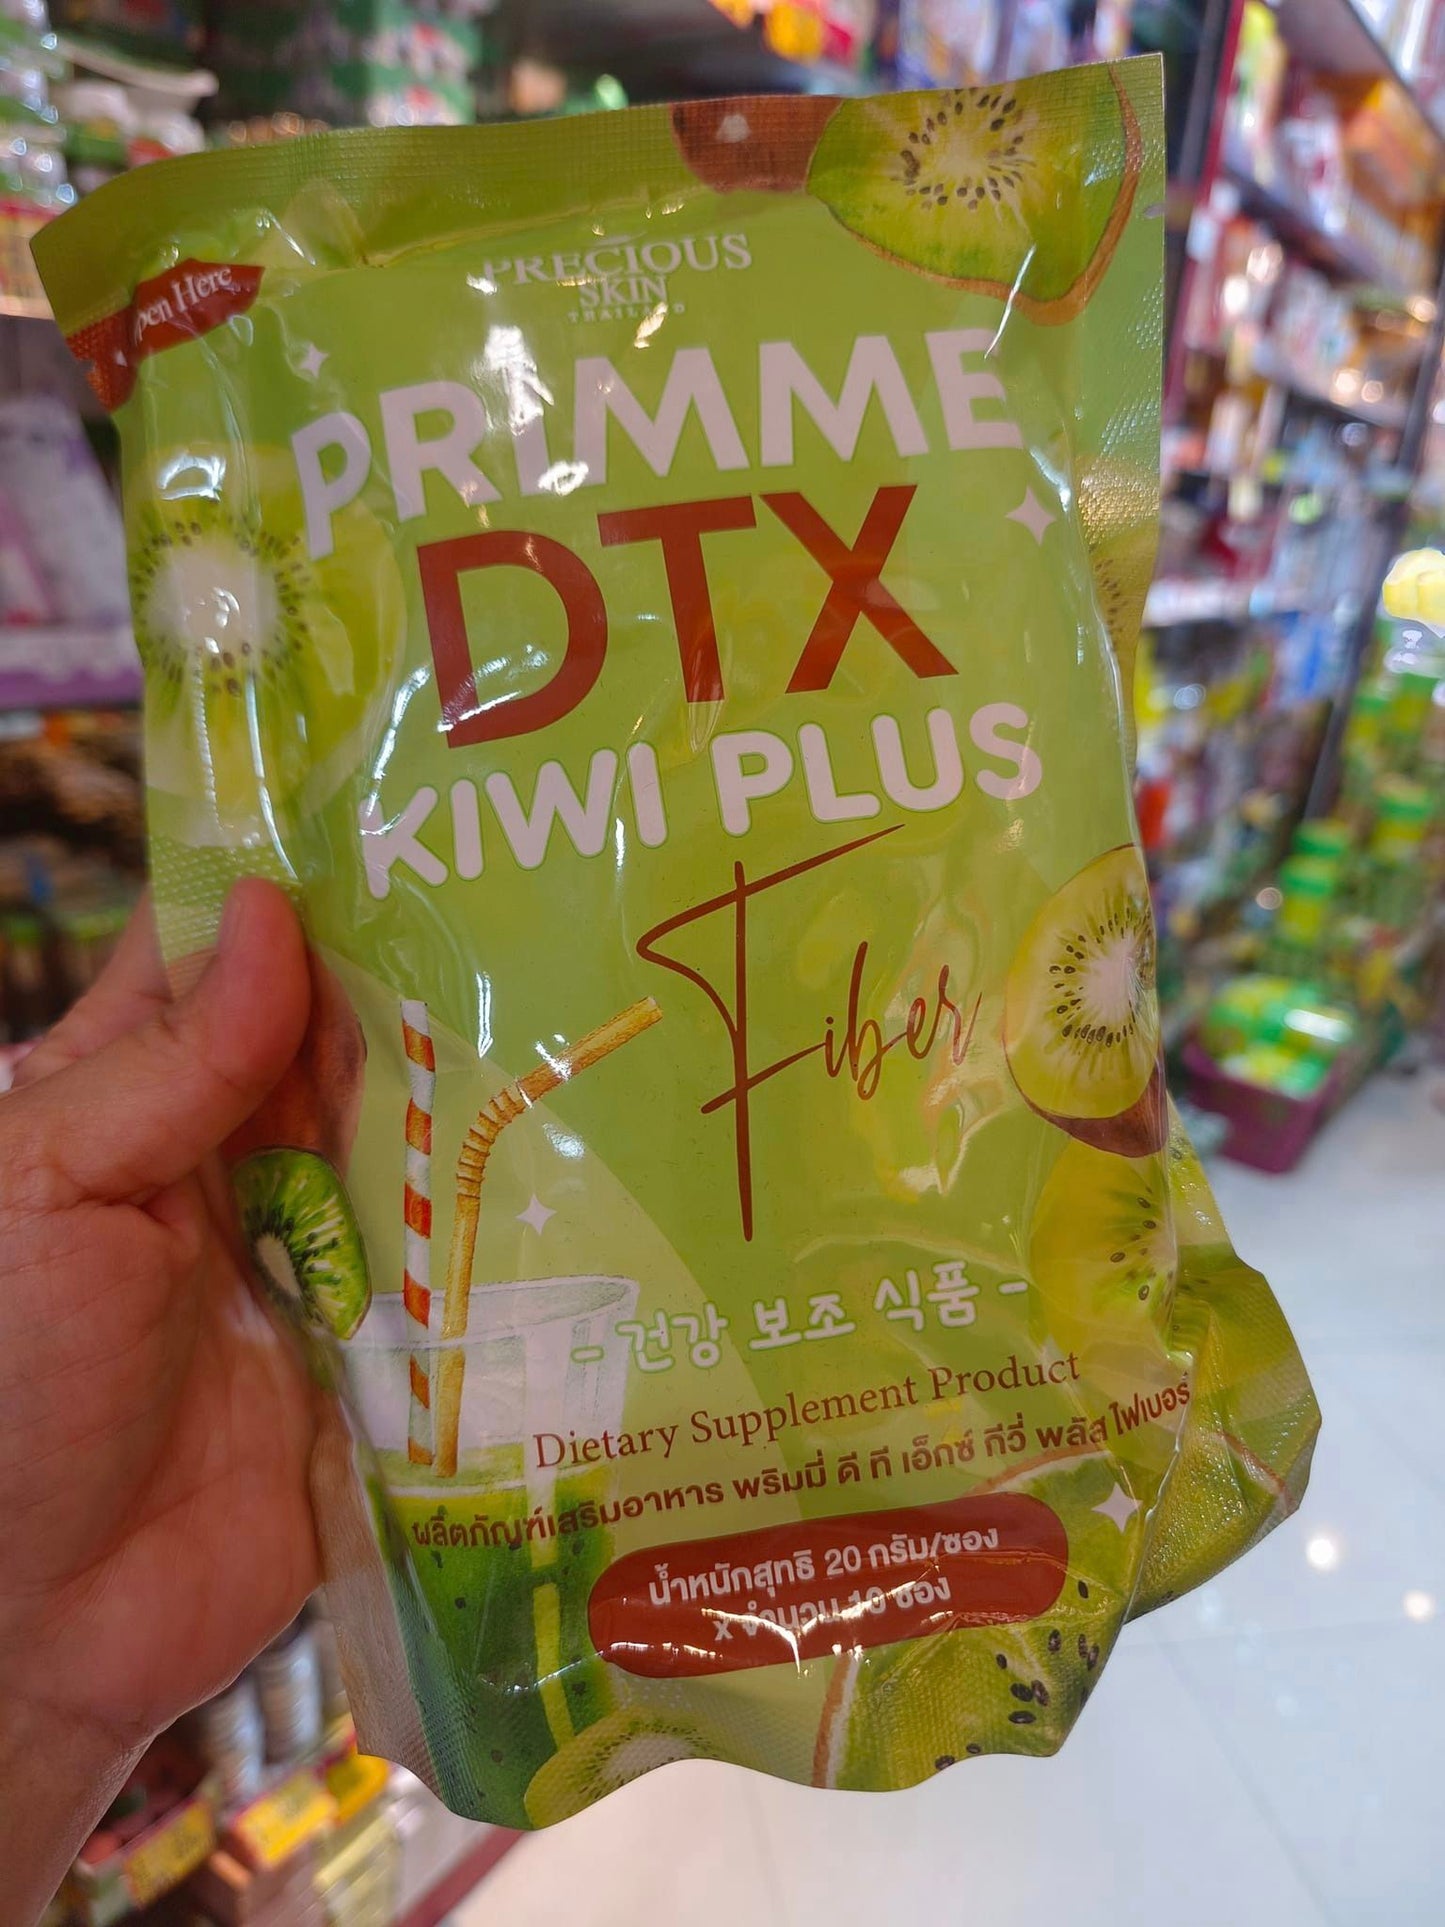 Open Here
PRECIOUS
SKIN
THAILAND
PRIMME
DTX
KIWI PLUS
Fiber
- 건강 보조 식품 -
Dietary Supplement Product
ผลิตภัณฑ์เสริมอาหาร พริมมี่ ดี ที เอ็กซ์ กีวี่ พลัส ไฟเบอร์
น้ำหนักสุทธิ 20 กรัม/ซอง
x จำนวน 10 ซอง